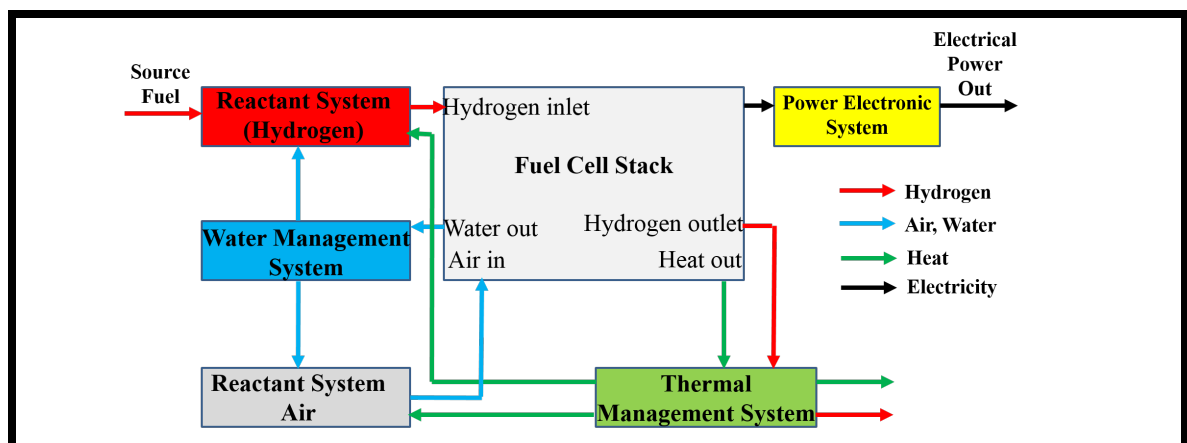 Source
Fuel
Reactant System
(Hydrogen)
Hydrogen inlet
Fuel Cell Stack
Power Electronic
System
Electrical
Power
Out
Water Management
System
Water out
Air in
Hydrogen outlet
Heat out
Hydrogen
Air, Water
Heat
Electricity
Reactant System
Air
Thermal
Management System